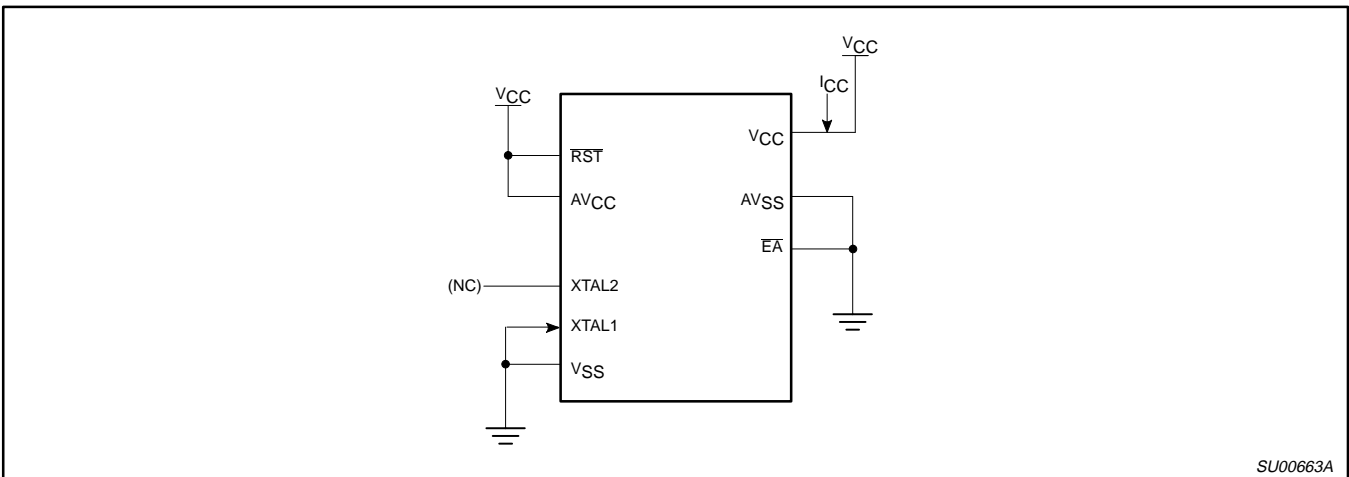 VCC
ICC
VCC
VCC
RST
AVCC
AVSS
EA
(NC)
XTAL2
XTAL1
VSS
SU00663A